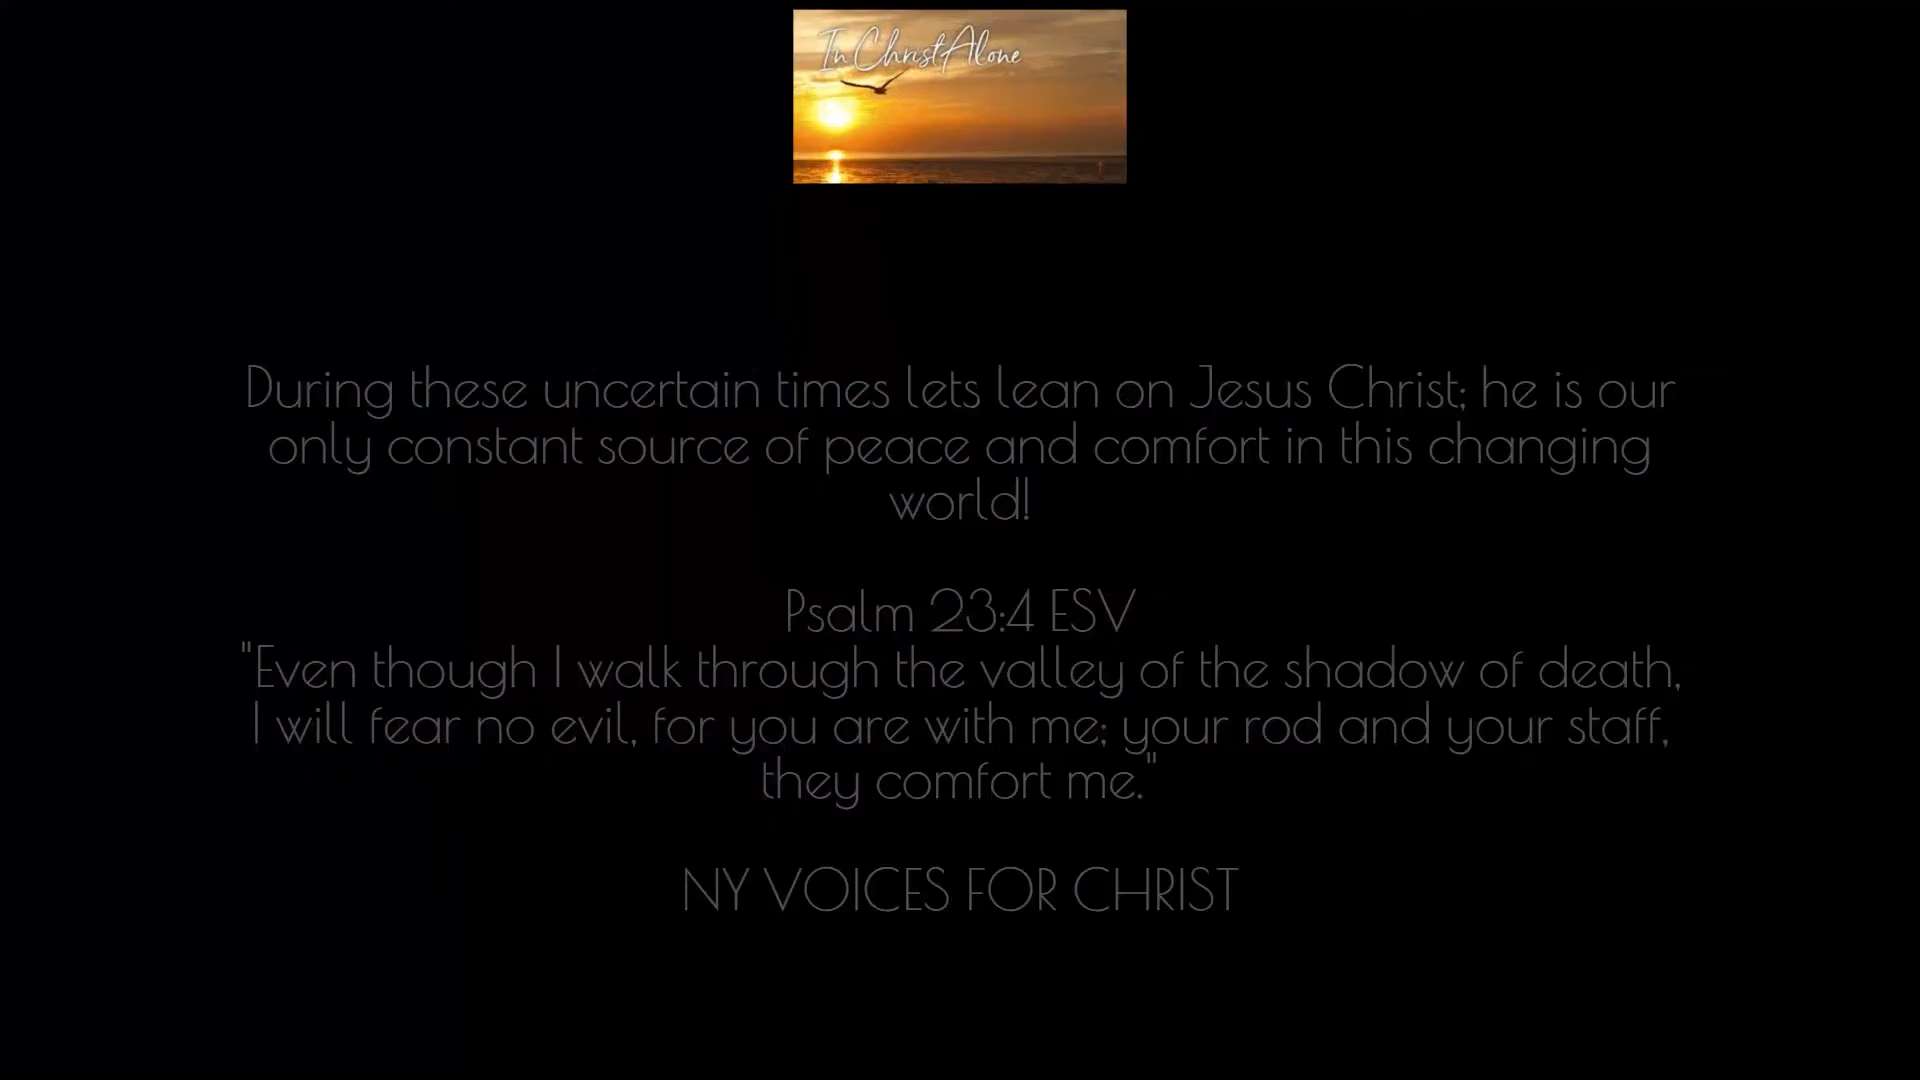 In Christ Alone
During these uncertain times lets lean on Jesus Christ; he is our
only constant source of peace and comfort in this changing
world!
Psalm 23:4 ESV
"Even though I walk through the valley of the shadow of death,
I will fear no evil, for you are with me; your rod and your staff,
they comfort me."
NY VOICES FOR CHRIST